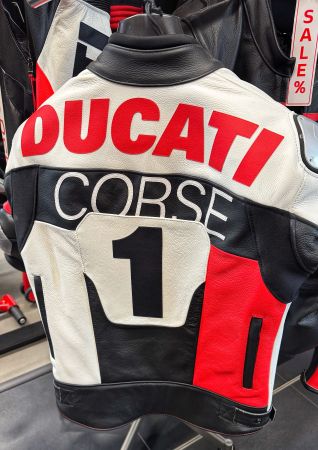 SALE %
DUCATI
CORSE
1